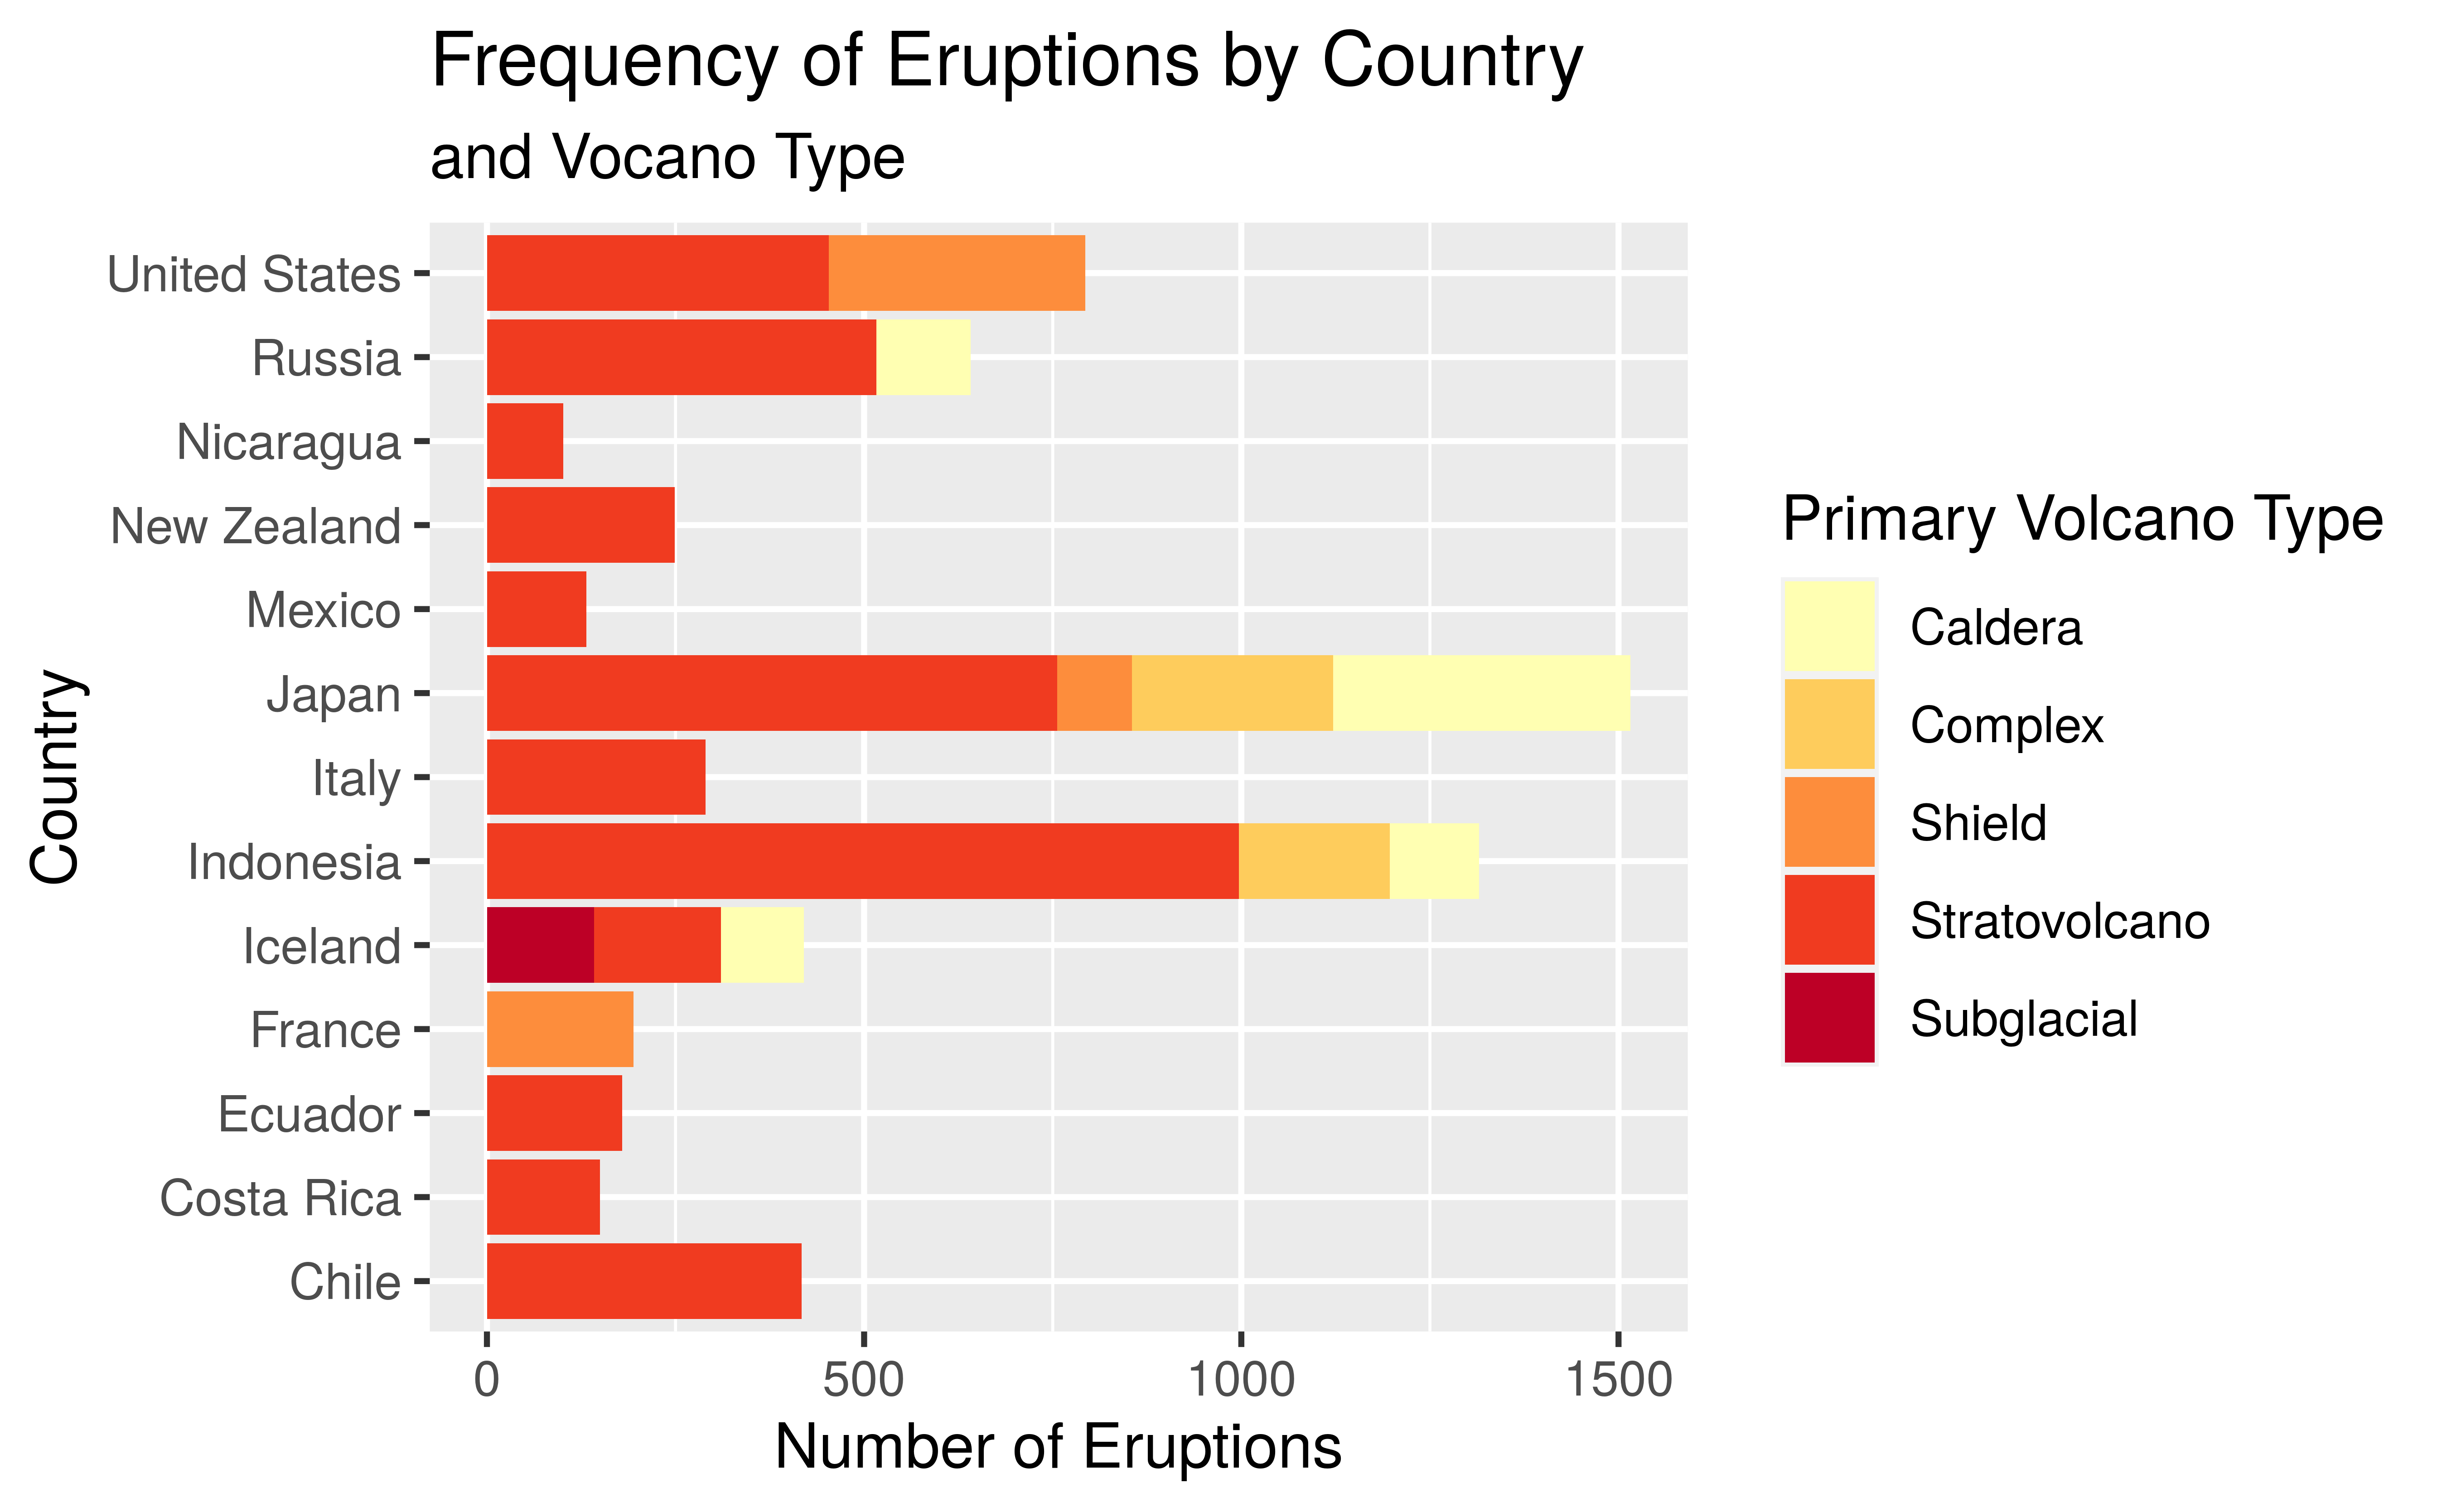 Frequency of Eruptions by Country
and Vocano Type
United States
Russia
Nicaragua
New Zealand
Mexico
Japan
Italy
Indonesia
Iceland
France
Ecuador
Costa Rica
Chile
Country
0 500 1000 1500
Number of Eruptions
Primary Volcano Type
Caldera
Complex
Shield
Stratovolcano
Subglacial